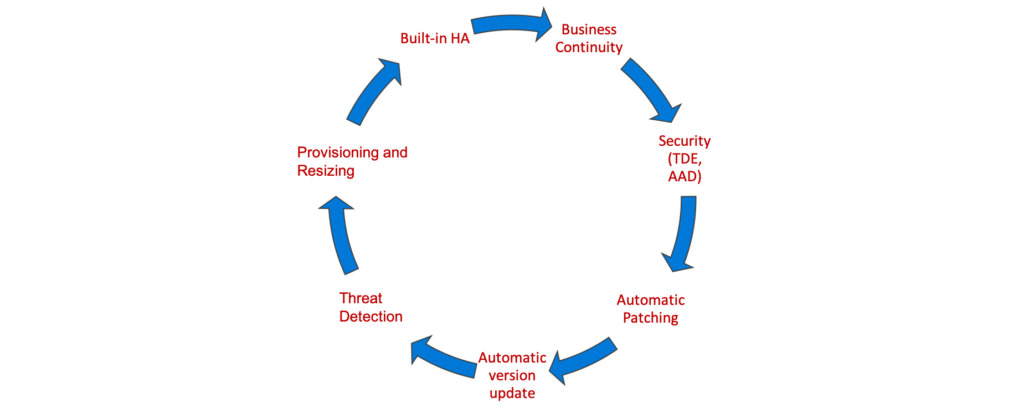 Built-in HA
Business
Continuity
Security
(TDE,
AAD)
Automatic
Patching
Automatic
version
update
Threat
Detection
Provisioning and
Resizing